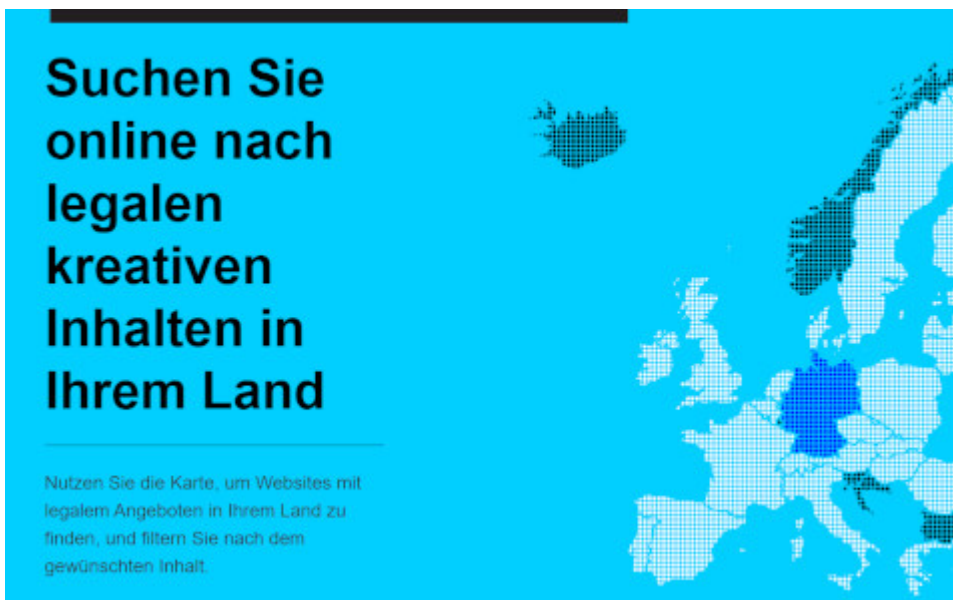 Suchen Sie
online nach
legalen
kreativen
Inhalten in
Ihrem Land
Nutzen Sie die Karte, um Websites mit
legalem Angeboten in Ihrem Land zu
finden, und filtern Sie nach dem
gewünschten Inhalt.